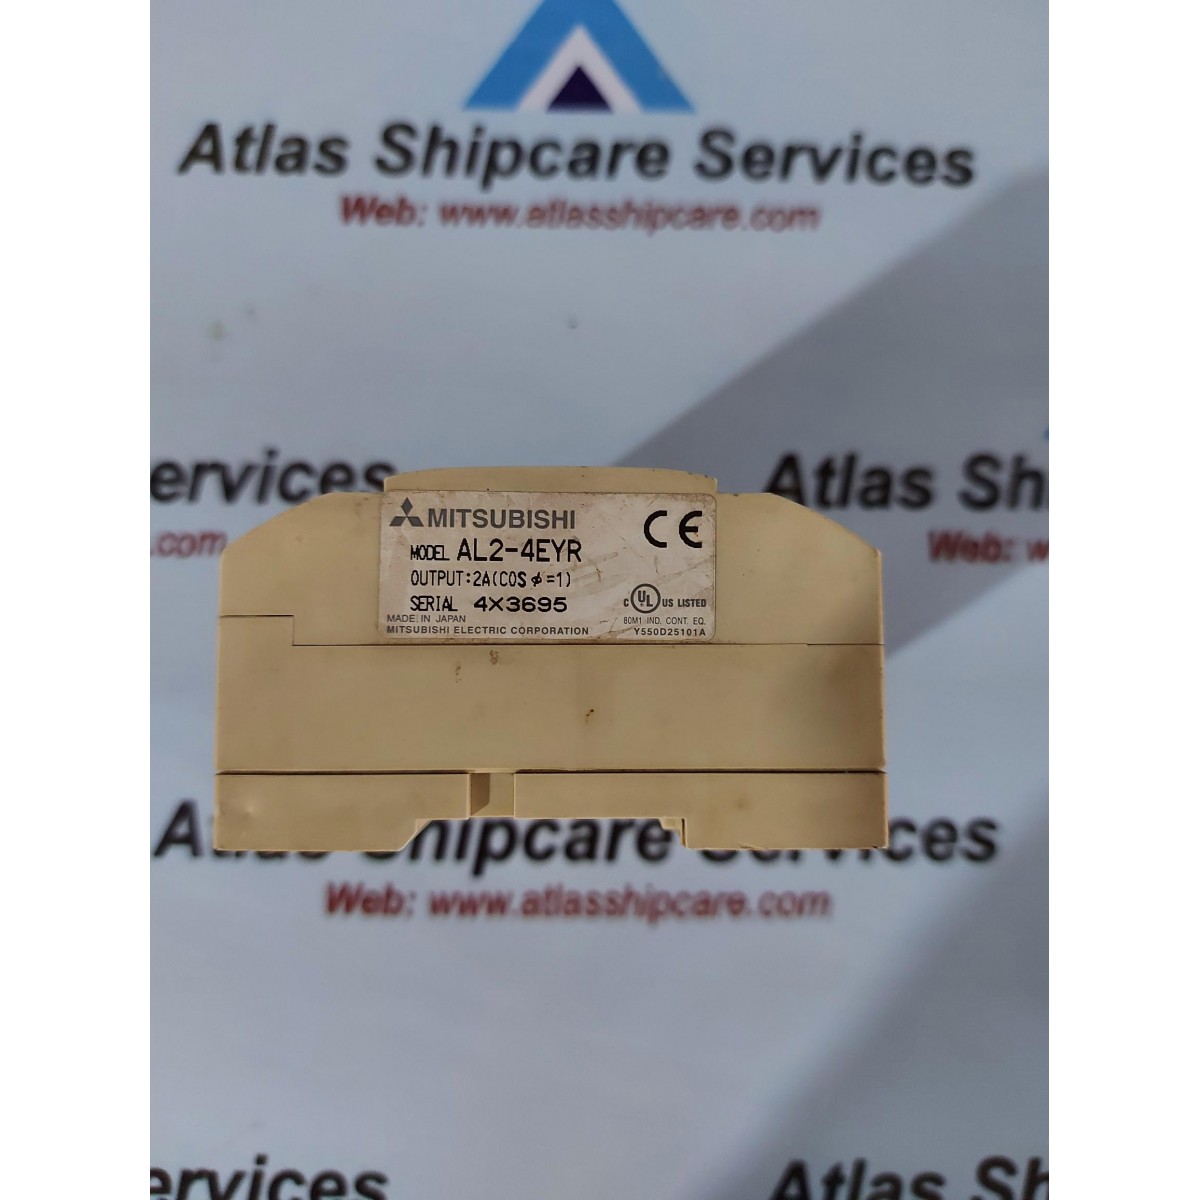 Atlas Shipcare Services
Web: www.atlasshipcare.com
ervices
care.com
Atlas Sh
Web: w
MITSUBISHI
MODEL AL2-4EYR
OUTPUT:2A(COS φ=1)
SERIAL 4X3695
MADE IN JAPAN
MITSUBISHI ELECTRIC CORPORATION
CE
C UL US LISTED
80M1 IND. CONT. EQ.
Y550D25101A
Atlas Shipcare Services
Web: www.atlasshipcare.com
ervices
Atlas Sh